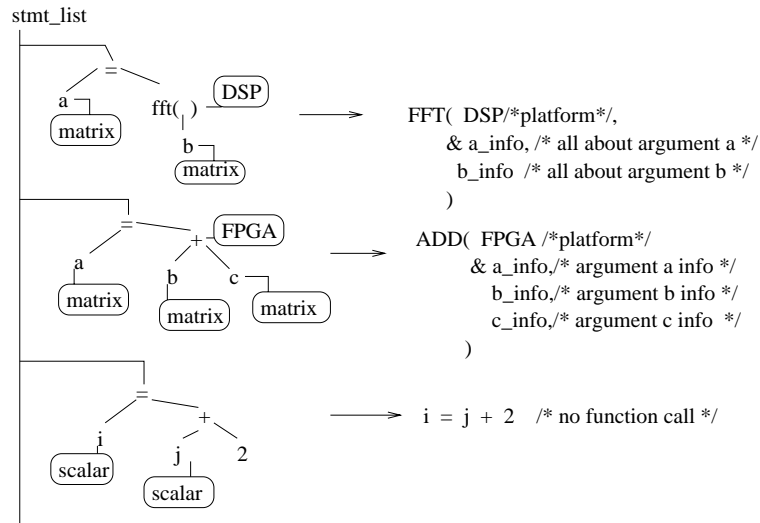 stmt_list
=
a
matrix
fft( )
DSP
b
matrix
FFT( DSP/*platform*/,
& a_info, /* all about argument a */
b_info /* all about argument b */
)
=
a
matrix
+
FPGA
b
matrix
c
matrix
ADD( FPGA /*platform*/
& a_info,/* argument a info */
b_info,/* argument b info */
c_info,/* argument c info */
)
=
i
scalar
+
j
scalar
2
i = j + 2 /* no function call */